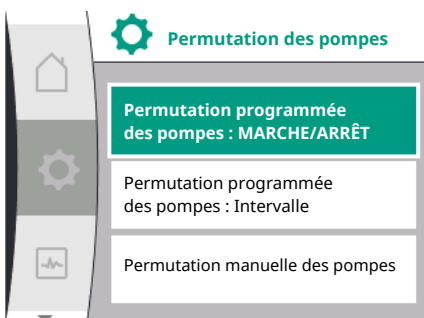 Permutation des pompes
Permutation programmée
des pompes : MARCHE/ARRÊT
Permutation programmée
des pompes : Intervalle
Permutation manuelle des pompes